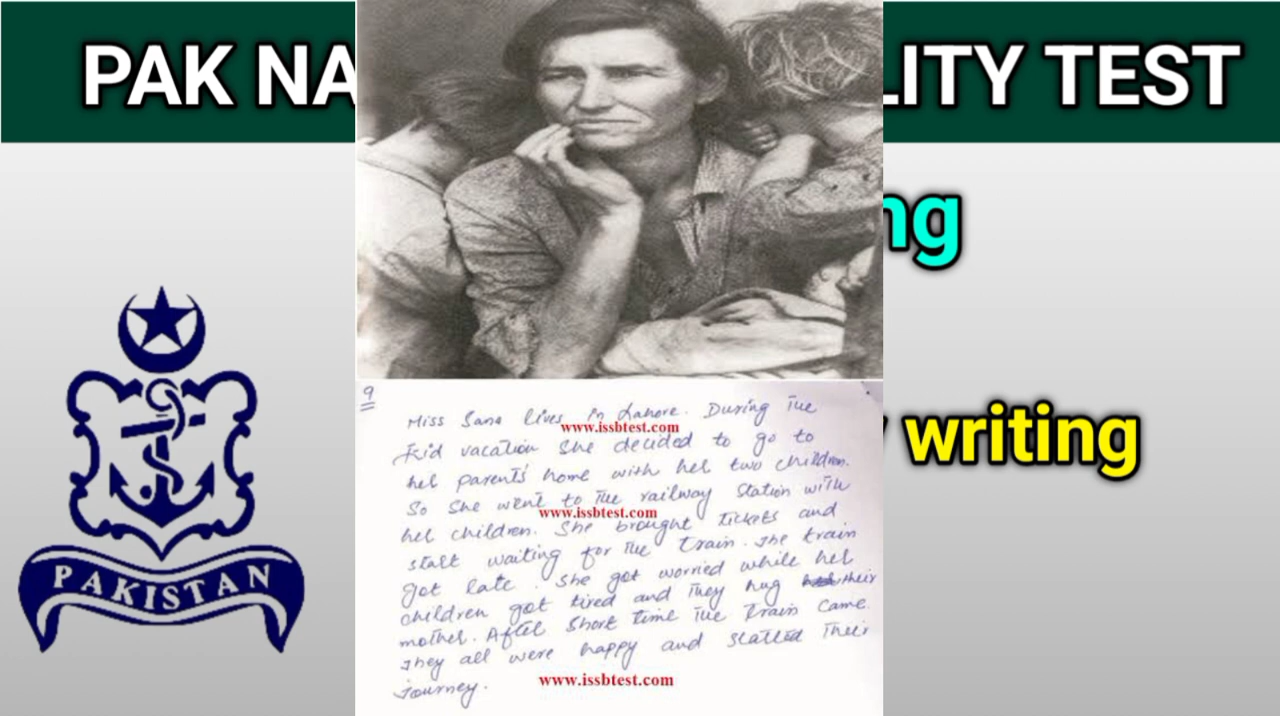 PAK NA
LITY TEST
ng
writing
PAKISTAN
9
Miss Sana lives in Lahore. During the
www.issbtest.com
Eid vacation she decided to go to
her parents' home with her two children.
So she went to the railway station with
www.issbtest.com
her children. She brought tickets and
start waiting for the train. The train
got late. She got worried while her
children got tired and they hug their
mother. After short time the train came.
They all were happy and started their
journey.
www.issbtest.com